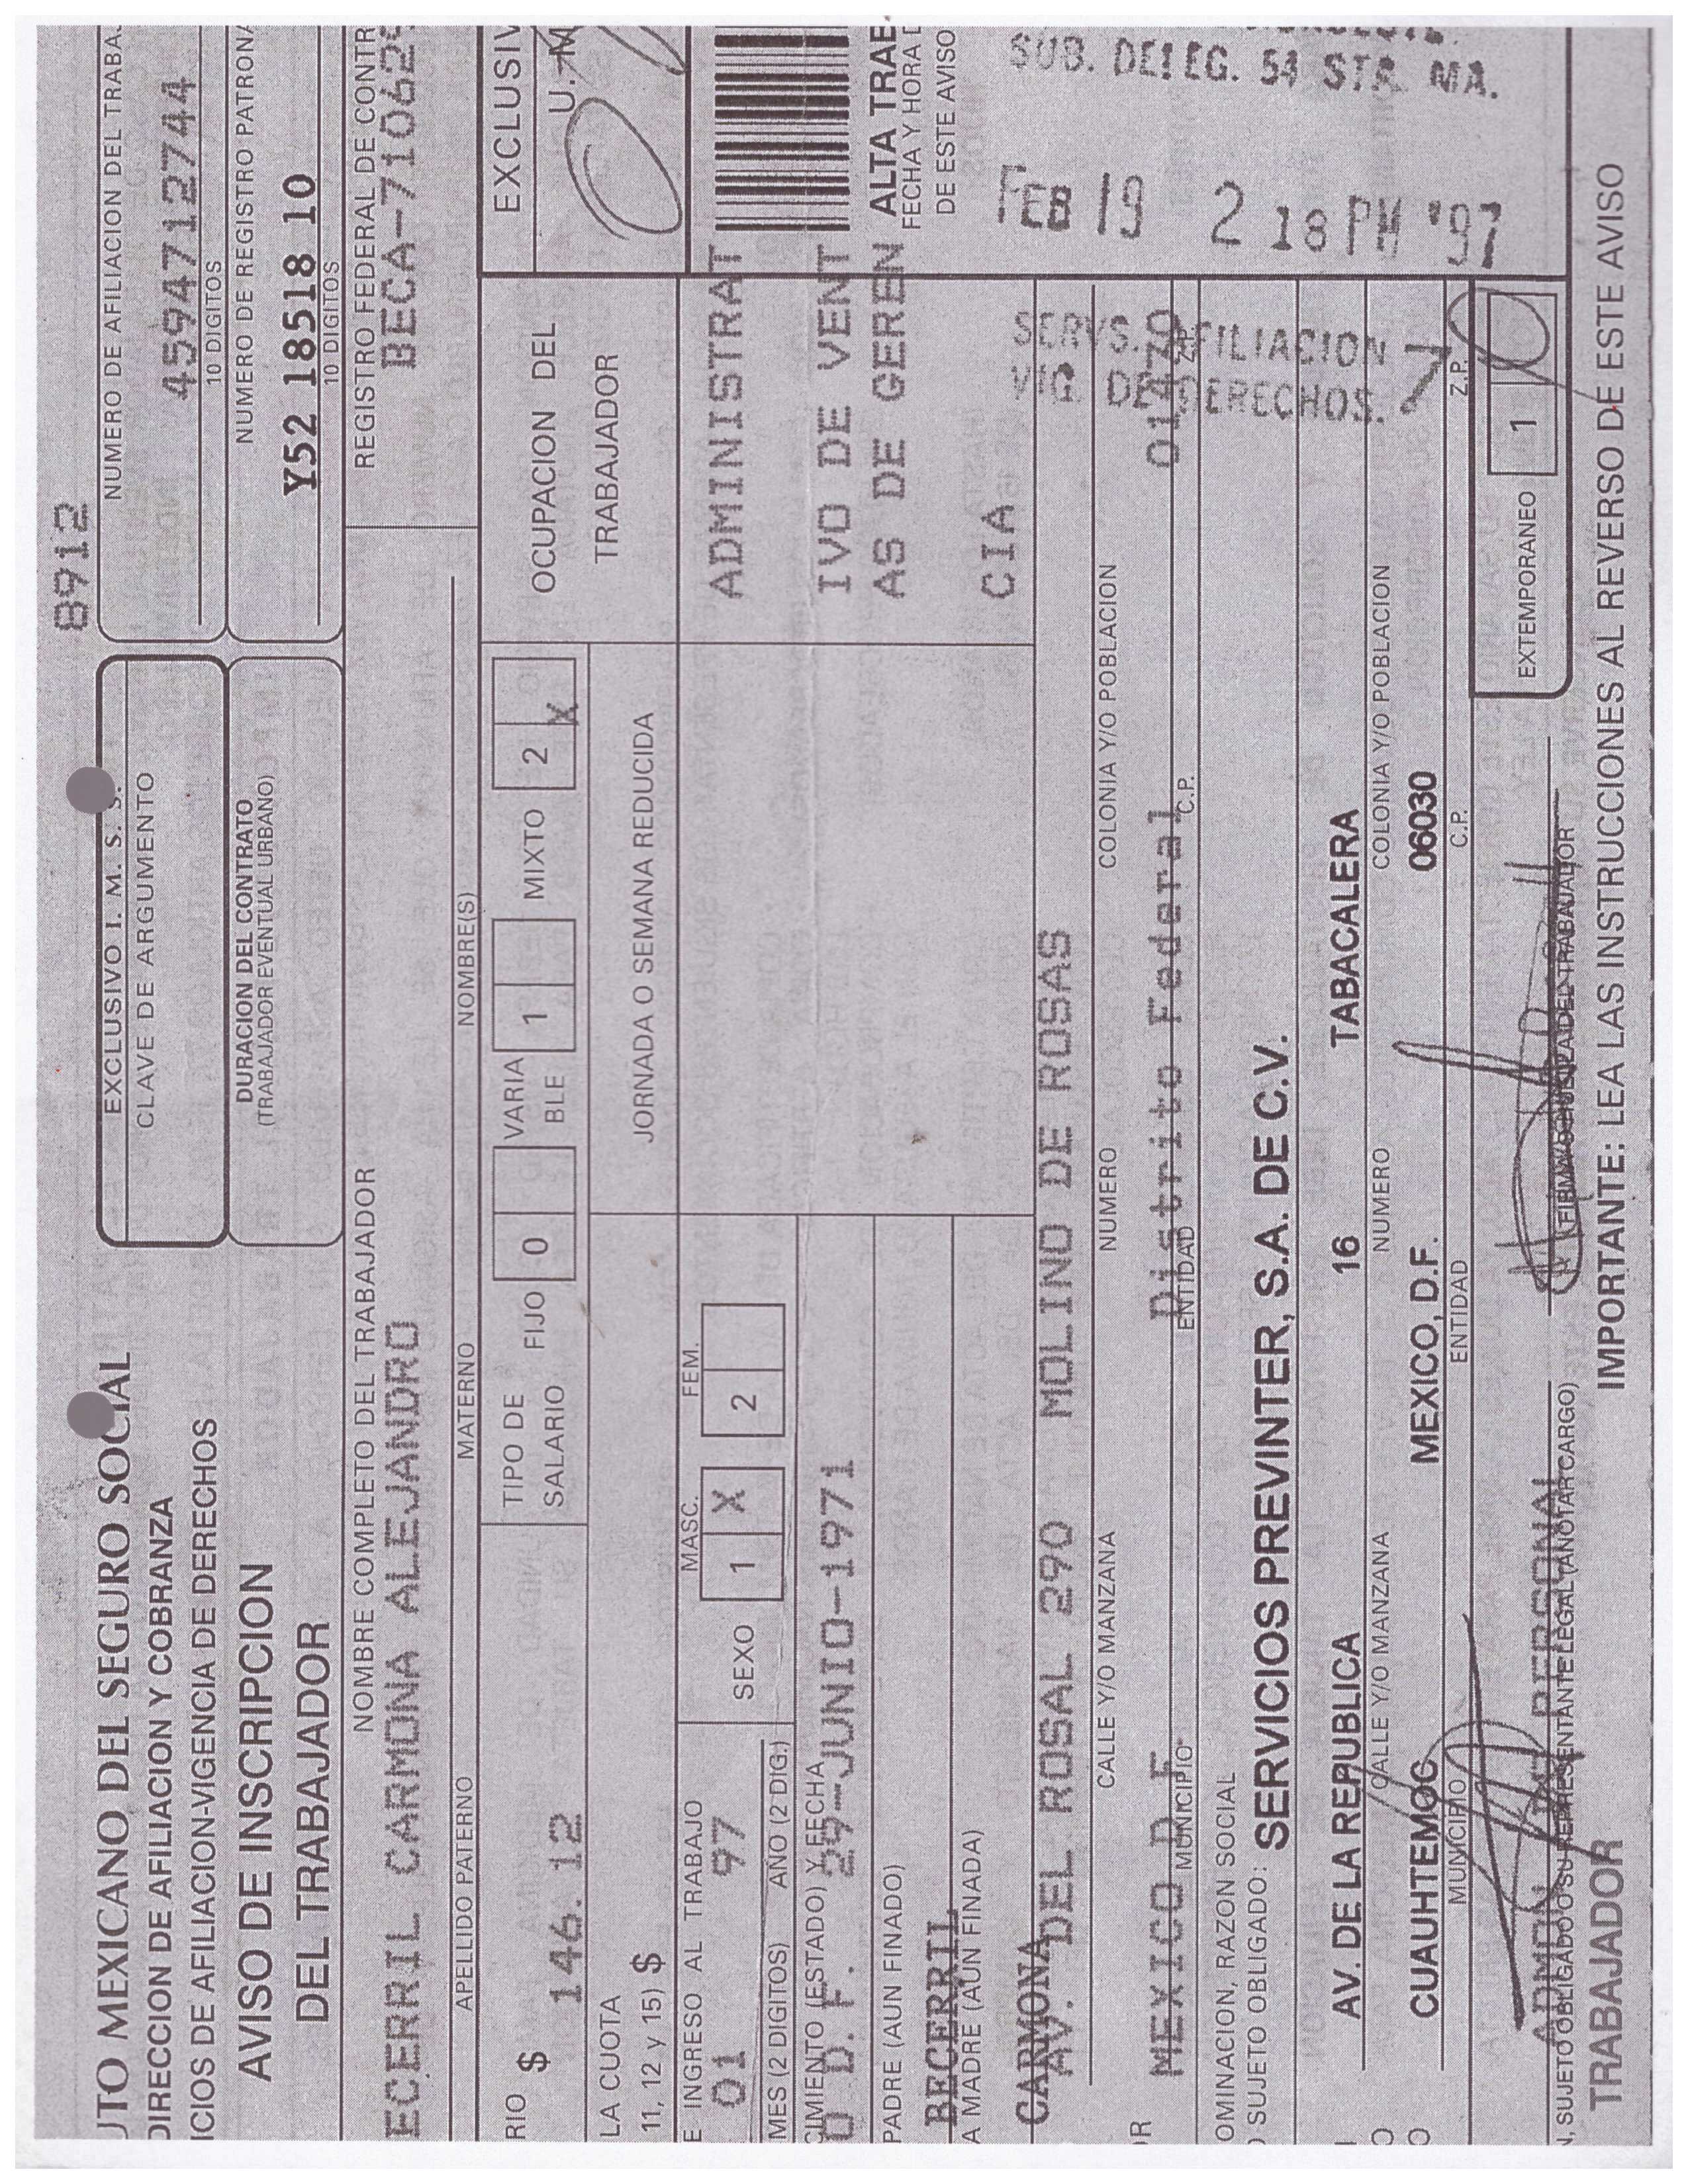 8912
UTO MEXICANO DEL SEGURO SOCIAL
DIRECCION DE AFILIACION Y COBRANZA
ICIOS DE AFILIACION-VIGENCIA DE DERECHOS
AVISO DE INSCRIPCION
DEL TRABAJADOR
EXCLUSIVO I. M. S. S.
CLAVE DE ARGUMENTO
DURACION DEL CONTRATO
(TRABAJADOR EVENTUAL URBANO)
NUMERO DE AFILIACION DEL TRABA
4594712744
10 DIGITOS
NUMERO DE REGISTRO PATRONA
Y52 18518 10
10 DIGITOS
NOMBRE COMPLETO DEL TRABAJADOR
REGISTRO FEDERAL DE CONTR
ECERRIL CARMONA ALEJANDRO
BECA-710629
APELLIDO PATERNO MATERNO NOMBRE(S)
RIO $ 146.12
TIPO DE SALARIO
FIJO 0
VARIA BLE 1
MIXTO 2 X
OCUPACION DEL
TRABAJADOR
EXCLUSIV
U. M
LA CUOTA
11, 12 y 15) $
JORNADA O SEMANA REDUCIDA
E INGRESO AL TRABAJO
01 97
MES (2 DIGITOS) AÑO (2 DIG.)
SEXO
MASC. 1 X
FEM. 2
ADMINISTRAT
IVO DE VENT
AS DE GEREN
CIA
CIMIENTO (ESTADO) Y FECHA
D. F. 29-JUNIO-1971
PADRE (AUN FINADO)
BECERRIL
A MADRE (AUN FINADA)
CARMONA
ALTA TRAE
FECHA Y HORA D
DE ESTE AVISO
SUB. DELEG. 54 STA. MA.
FEB 19 2 18 PM '97
SERVS. AFILIACION
VIG. DE DERECHOS.
AV. DEL ROSAL 290 MOLINO DE ROSAS
CALLE Y/O MANZANA NUMERO COLONIA Y/O POBLACION
MEXICO D F Distrito Federal 01470
MUNICIPIO ENTIDAD C.P. Z.P.
OMINACION, RAZON SOCIAL
O SUJETO OBLIGADO: SERVICIOS PREVINTER, S.A. DE C.V.
AV. DE LA REPUBLICA 16 TABACALERA
CALLE Y/O MANZANA NUMERO COLONIA Y/O POBLACION
CUAUHTEMOC MEXICO, D.F. 06030
MUNICIPIO ENTIDAD C.P. Z.P.
EXTEMPORANEO 1
ADMON DE PERSONAL
N, SUJETO OBLIGADO O SU REPRESENTANTE LEGAL (ANOTAR CARGO)
TRABAJADOR
IMPORTANTE: LEA LAS INSTRUCCIONES AL REVERSO DE ESTE AVISO